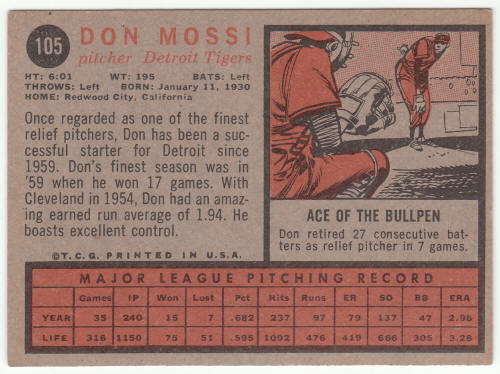 105
DON MOSSI
pitcher Detroit Tigers
HT: 6:01 WT: 195 BATS: Left
THROWS: Left BORN: January 11, 1930
HOME: Redwood City, California
Once regarded as one of the finest
relief pitchers, Don has been a suc-
cessful starter for Detroit since
1959. Don's finest season was in
'59 when he won 17 games. With
Cleveland in 1954, Don had an amaz-
ing earned run average of 1.94. He
boasts excellent control.
© T.C.G. PRINTED IN U.S.A.
ACE OF THE BULLPEN
Don retired 27 consecutive bat-
ters as relief pitcher in 7 games.
MAJOR LEAGUE PITCHING RECORD
Games IP Won Lost Pct Hits Runs ER SO BB ERA
YEAR 35 240 15 7 .682 237 97 79 137 47 2.96
LIFE 316 1150 75 51 .595 1092 476 419 666 305 3.28